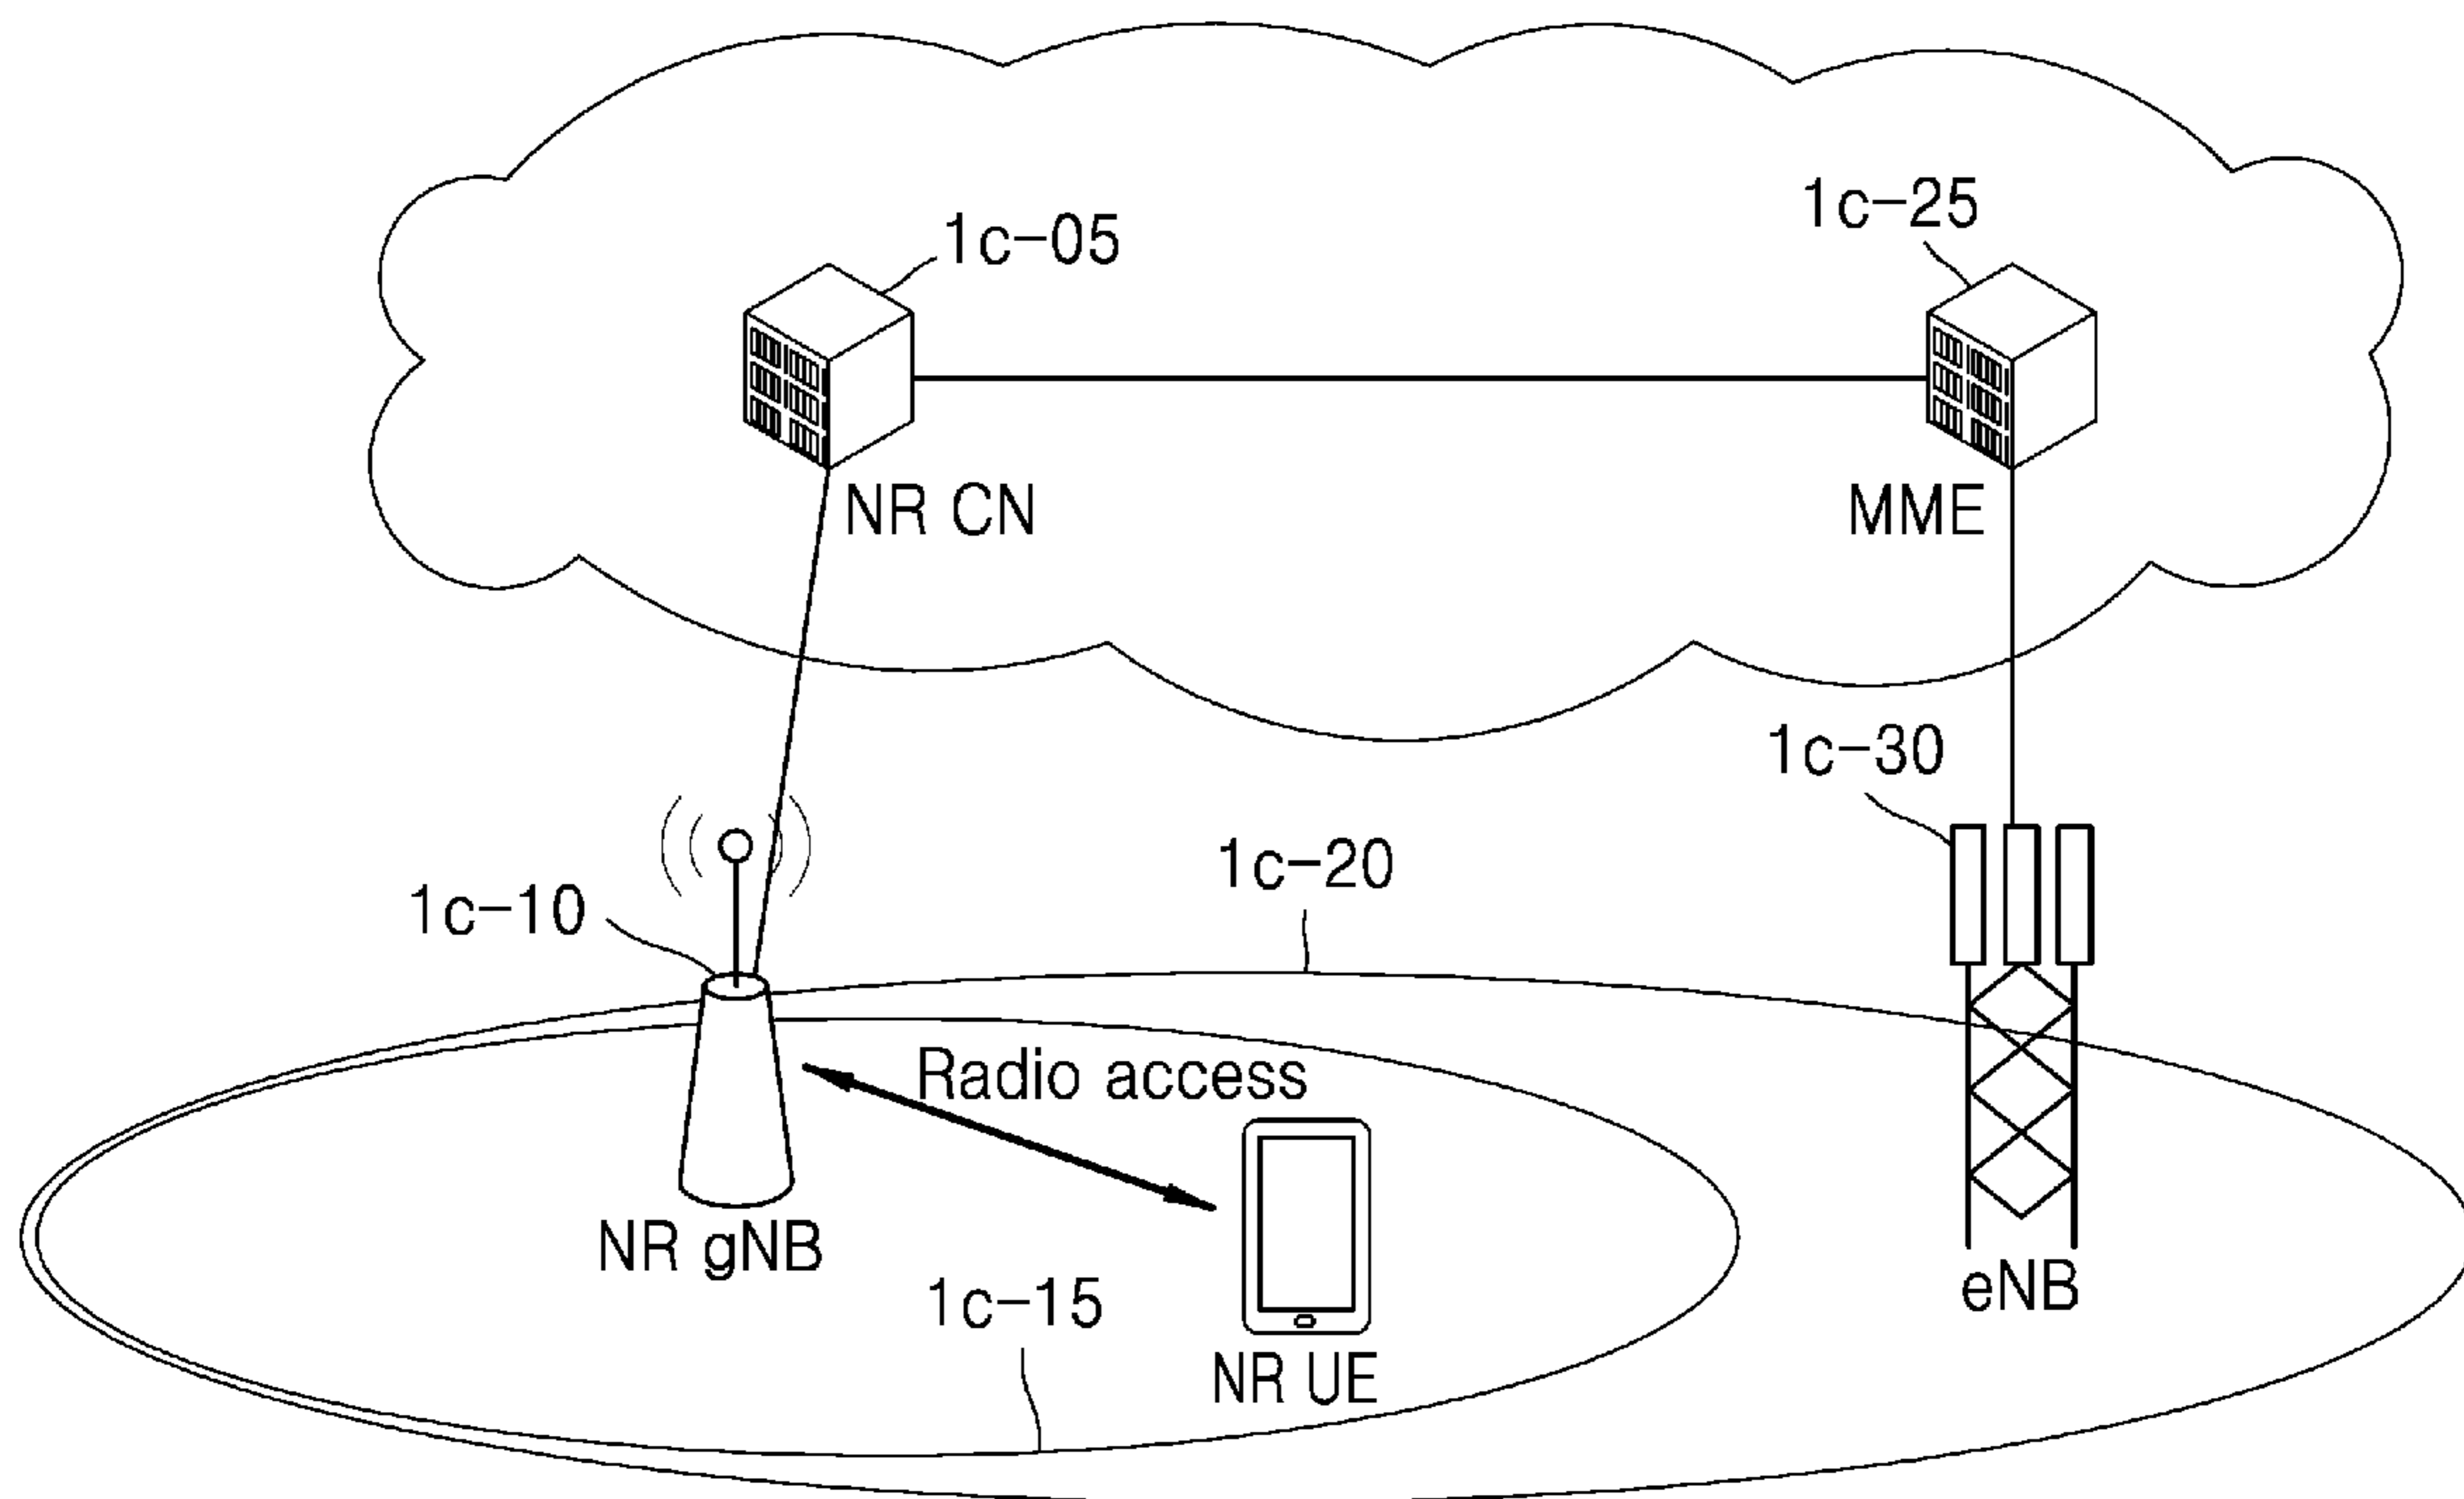 1c-25
1c-05
NR CN
MME
1c-30
1c-20
1c-10
Radio access
NR gNB
eNB
1c-15
NR UE